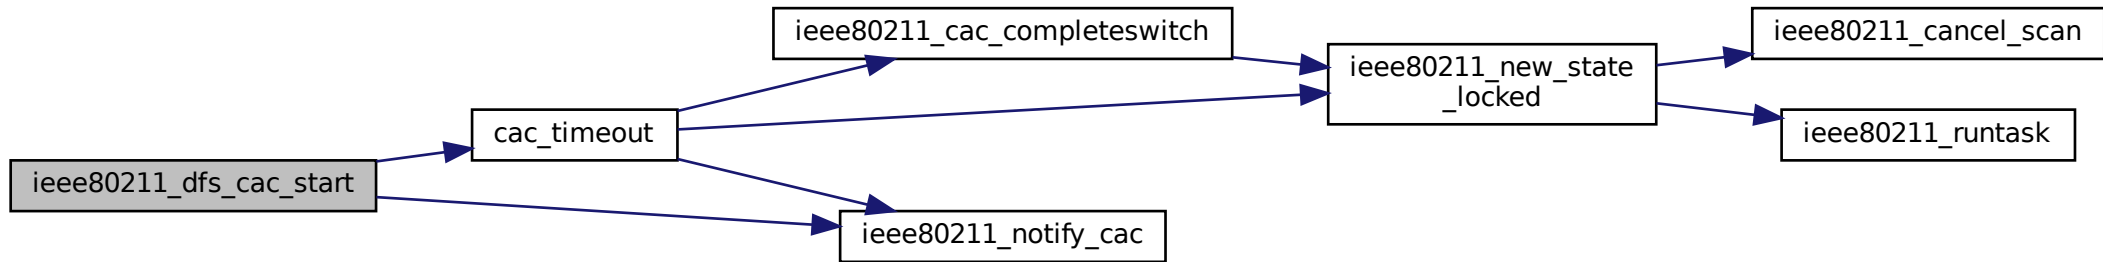 ieee80211_dfs_cac_start
cac_timeout
ieee80211_cac_completeswitch
ieee80211_notify_cac
ieee80211_new_state
_locked
ieee80211_cancel_scan
ieee80211_runtask